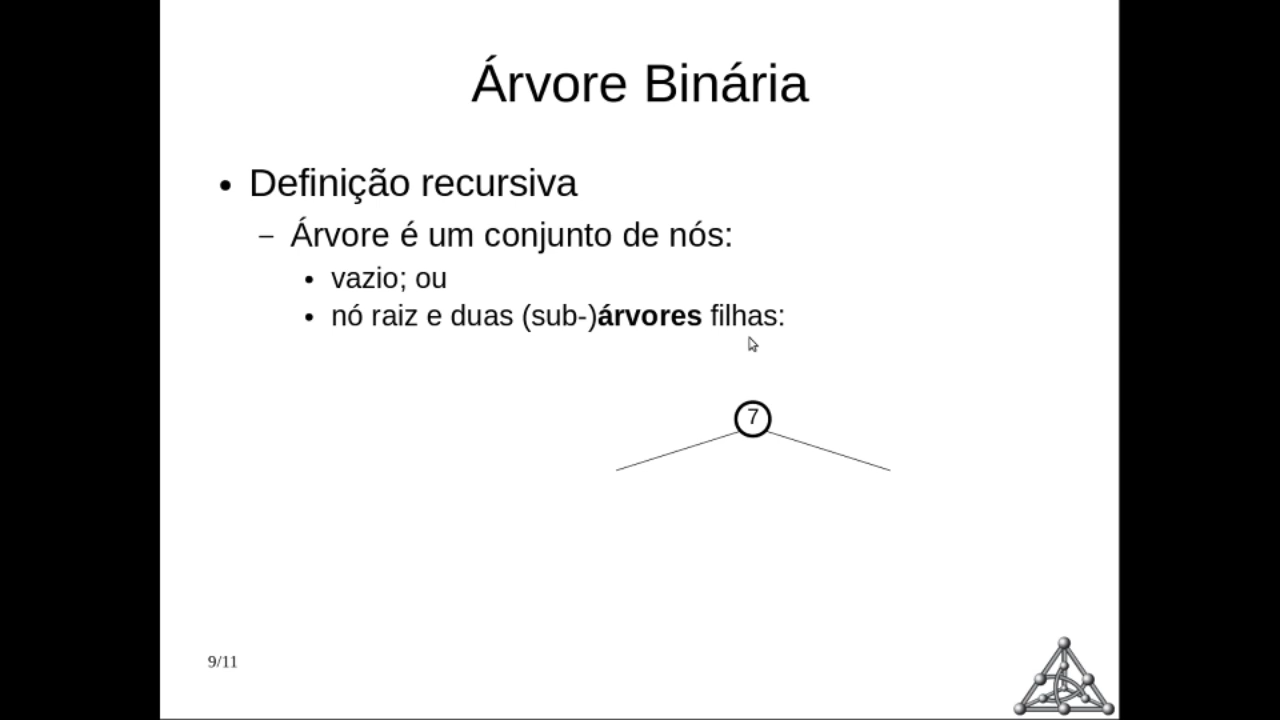 Árvore Binária
• Definição recursiva
– Árvore é um conjunto de nós:
• vazio; ou
• nó raiz e duas (sub-)árvores filhas:
7
9/11